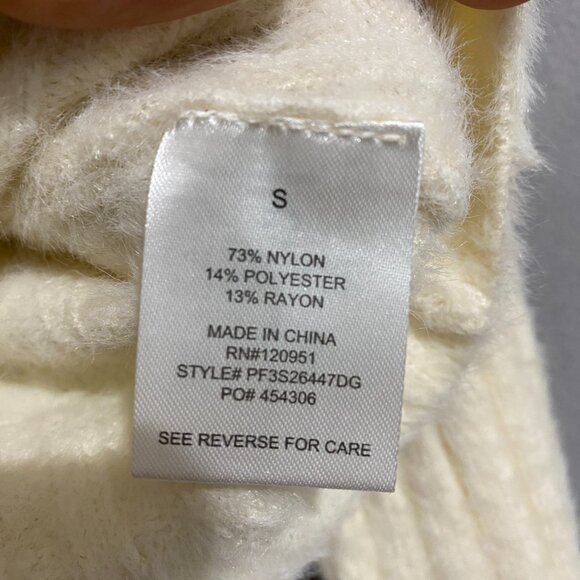 S
73% NYLON
14% POLYESTER
13% RAYON
MADE IN CHINA
RN#120951
STYLE# PF3S26447DG
PO# 454306
SEE REVERSE FOR CARE